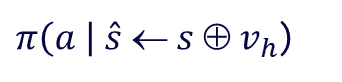 π(a | ŝ ← s ⊕ v_h)